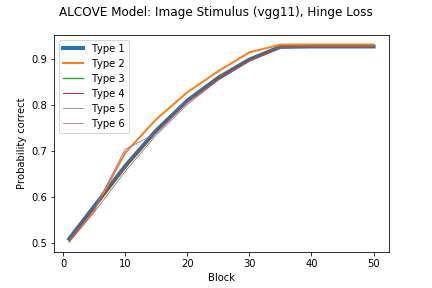 ALCOVE Model: Image Stimulus (vgg11), Hinge Loss
Type 1
Type 2
Type 3
Type 4
Type 5
Type 6
Probability correct
0.9
0.8
0.7
0.6
0.5
0
10
20
30
40
50
Block